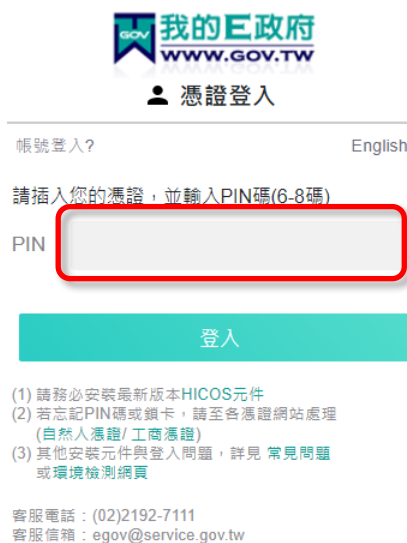 GOV 我的E政府
WWW.GOV.TW
憑證登入
帳號登入? English
請插入您的憑證，並輸入PIN碼(6-8碼)
PIN
登入
(1) 請務必安裝最新版本HICOS元件
(2) 若忘記PIN碼或鎖卡，請至各憑證網站處理
(自然人憑證/ 工商憑證)
(3) 其他安裝元件與登入問題，詳見 常見問題
或環境檢測網頁
客服電話：(02)2192-7111
客服信箱：egov@service.gov.tw